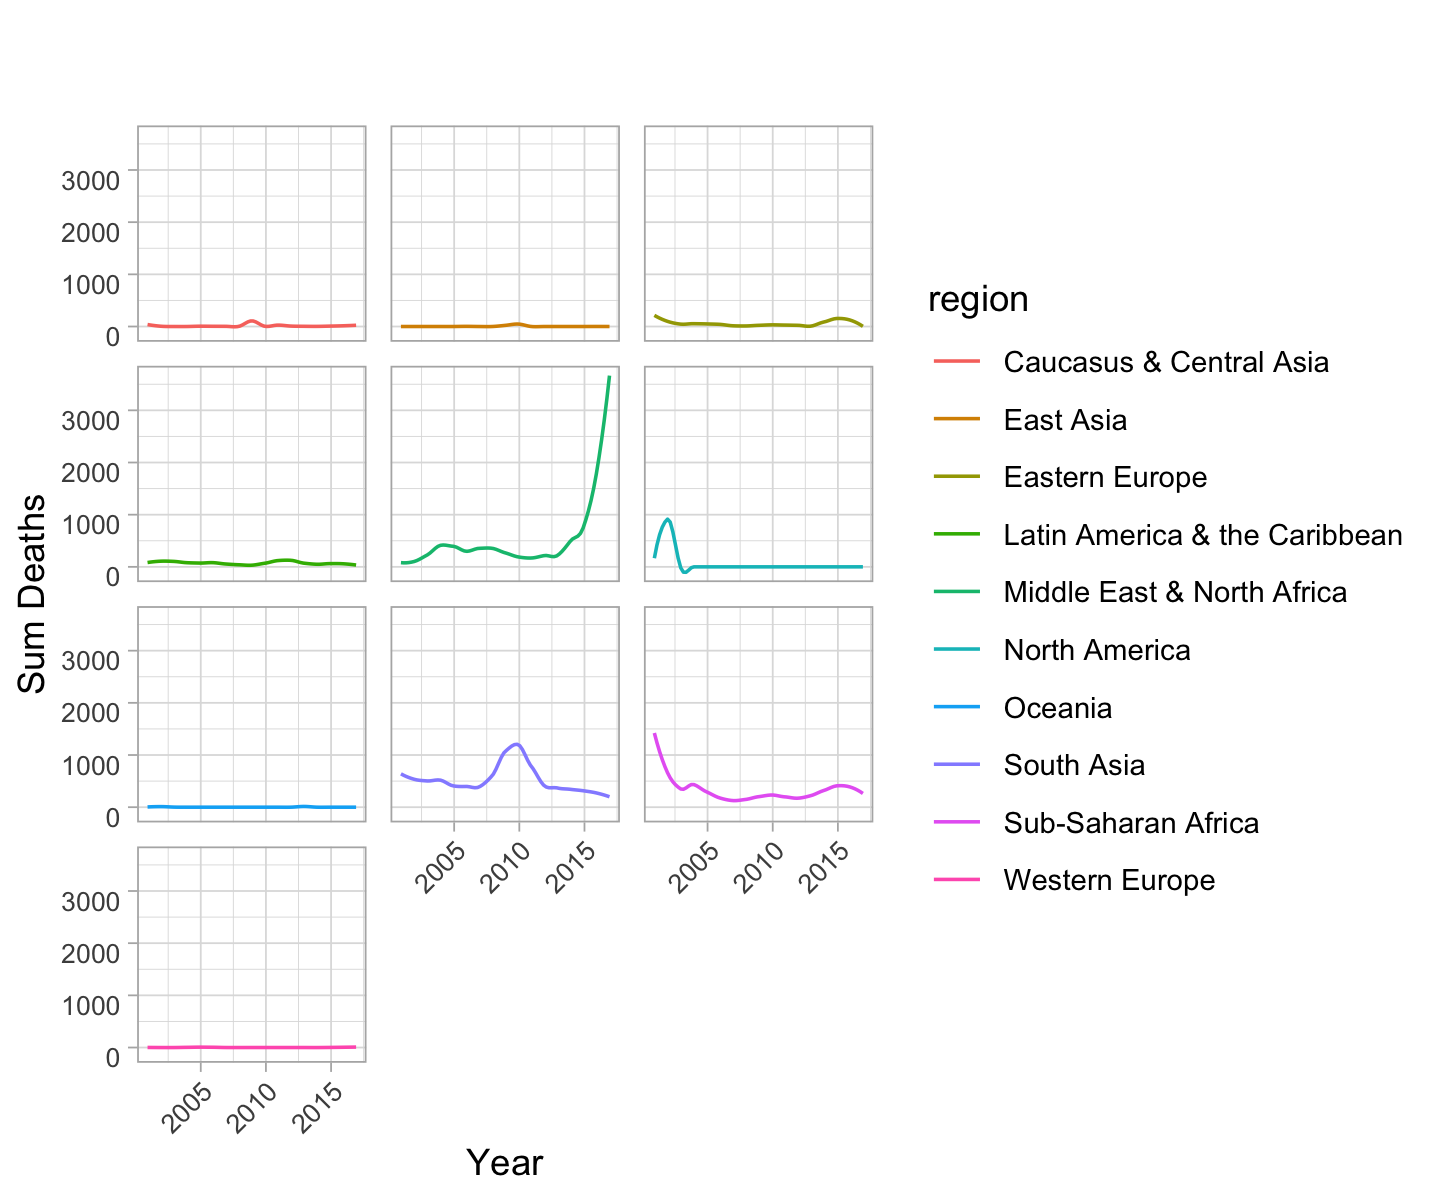 3000
2000
1000
0
3000
2000
1000
0
3000
2000
1000
0
2005 2010 2015
2005 2010 2015
3000
2000
1000
0
2005 2010 2015
Sum Deaths
Year
region
Caucasus & Central Asia
East Asia
Eastern Europe
Latin America & the Caribbean
Middle East & North Africa
North America
Oceania
South Asia
Sub-Saharan Africa
Western Europe